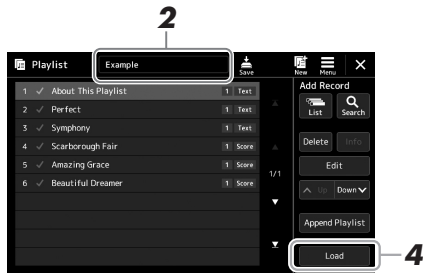 2
Playlist Example Save New Menu
Add Record
List Search
1 About This Playlist 1 Text
2 Perfect 1 Text
3 Symphony 1 Text
4 Scarborough Fair 1 Score
5 Amazing Grace 1 Score
6 Beautiful Dreamer 1 Score
1/1
Delete Info
Edit
Up Down
Append Playlist
Load
4